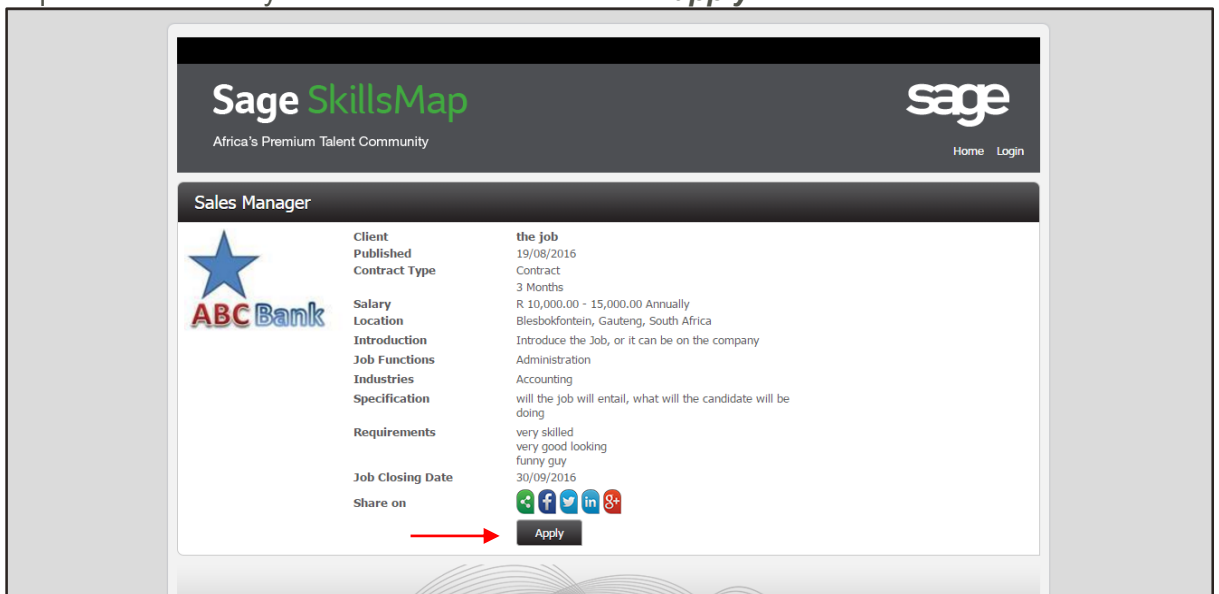 Sage SkillsMap
sage
Africa's Premium Talent Community
Home Login
Sales Manager
ABC Bank
Client the job
Published 19/08/2016
Contract Type Contract
3 Months
Salary R 10,000.00 - 15,000.00 Annually
Location Blesbokfontein, Gauteng, South Africa
Introduction Introduce the Job, or it can be on the company
Job Functions Administration
Industries Accounting
Specification will the job will entail, what will the candidate will be
doing
Requirements very skilled
very good looking
funny guy
Job Closing Date 30/09/2016
Share on
Apply